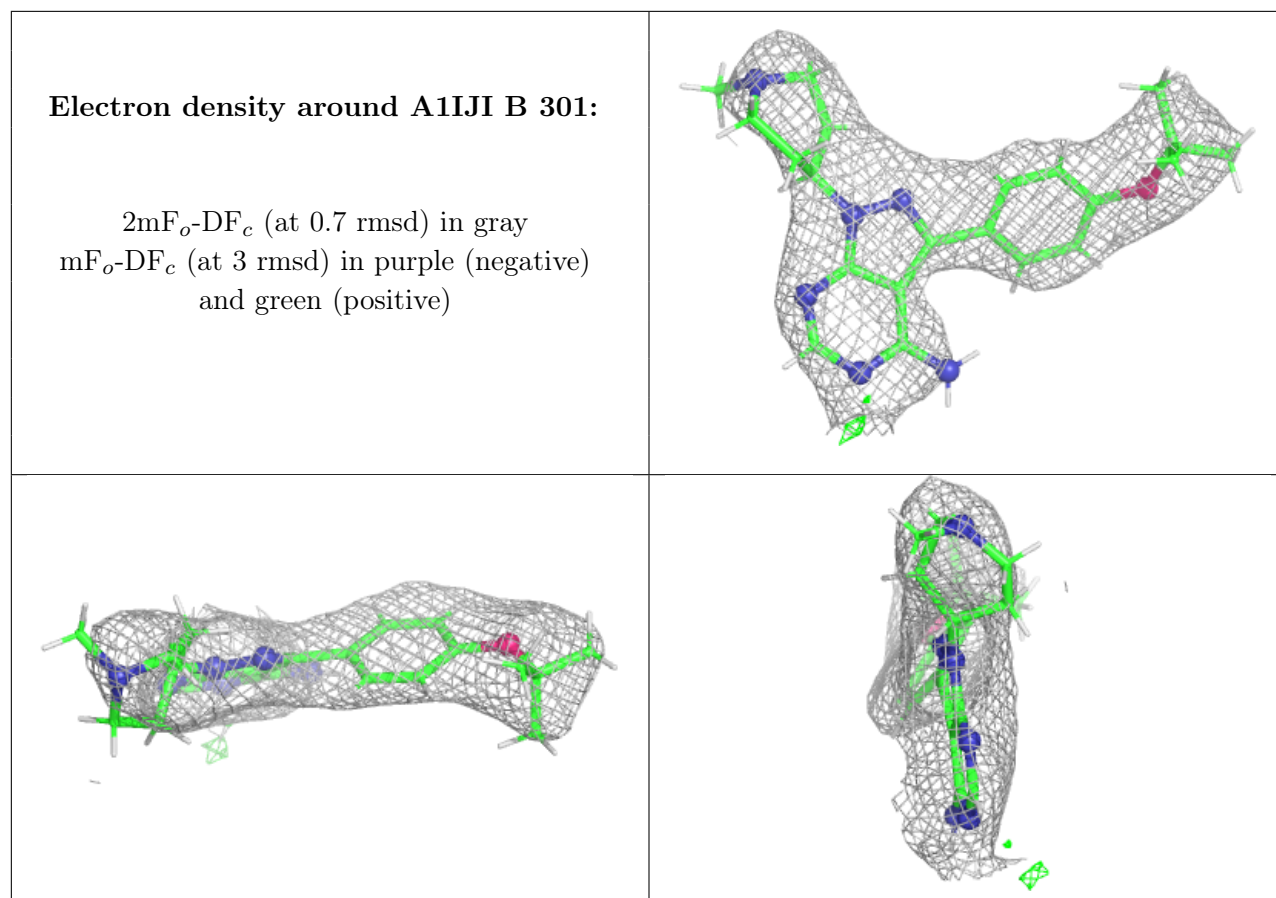 Electron density around A1IJI B 301:
2mFo-DFc (at 0.7 rmsd) in gray
mFo-DFc (at 3 rmsd) in purple (negative)
and green (positive)